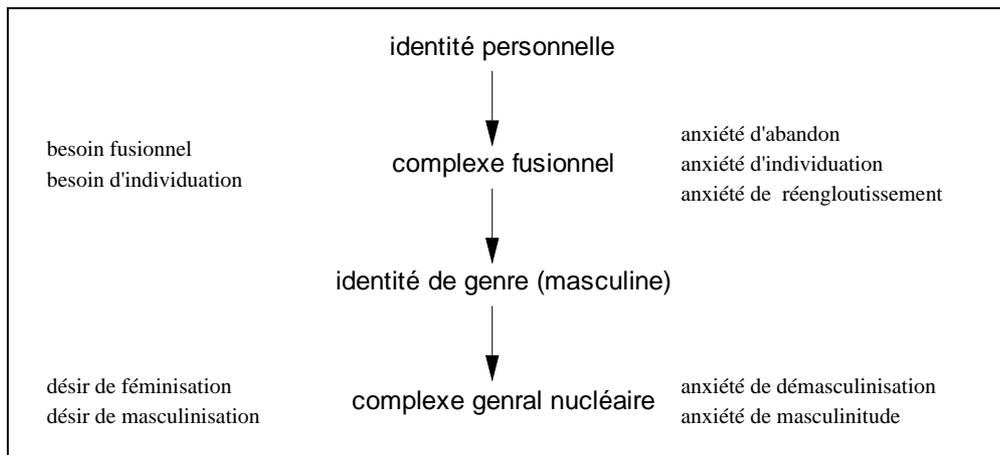 identité personnelle
besoin fusionnel
besoin d'individuation
complexe fusionnel
anxiété d'abandon
anxiété d'individuation
anxiété de réengloutissement
identité de genre (masculine)
désir de féminisation
désir de masculinisation
complexe genral nucléaire
anxiété de démasculinisation
anxiété de masculinitude